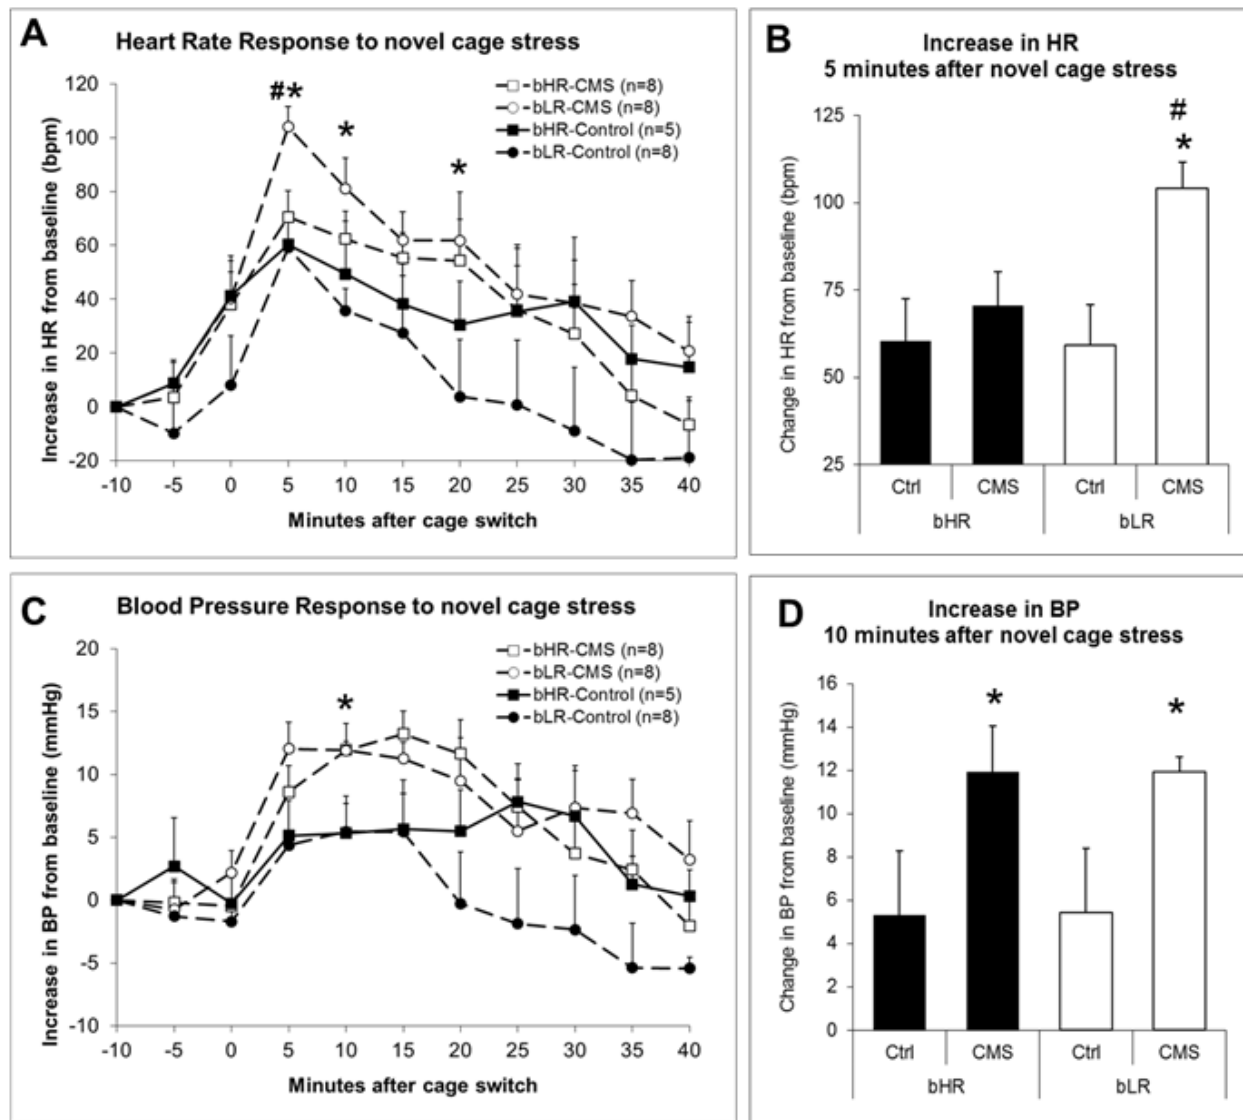 A
Heart Rate Response to novel cage stress
Increase in HR from baseline (bpm)
120
100
80
60
40
20
0
-20
#*
*
*
bHR-CMS (n=8)
bLR-CMS (n=8)
bHR-Control (n=5)
bLR-Control (n=8)
-10 -5 0 5 10 15 20 25 30 35 40
Minutes after cage switch
B
Increase in HR
5 minutes after novel cage stress
Change in HR from baseline (bpm)
125
100
75
50
25
#
*
Ctrl CMS Ctrl CMS
bHR bLR
C
Blood Pressure Response to novel cage stress
Increase in BP from baseline (mmHg)
20
15
10
5
0
-5
-10
*
bHR-CMS (n=8)
bLR-CMS (n=8)
bHR-Control (n=5)
bLR-Control (n=8)
-10 -5 0 5 10 15 20 25 30 35 40
Minutes after cage switch
D
Increase in BP
10 minutes after novel cage stress
Change in BP from baseline (mmHg)
16
14
12
10
8
6
4
2
0
* *
Ctrl CMS Ctrl CMS
bHR bLR